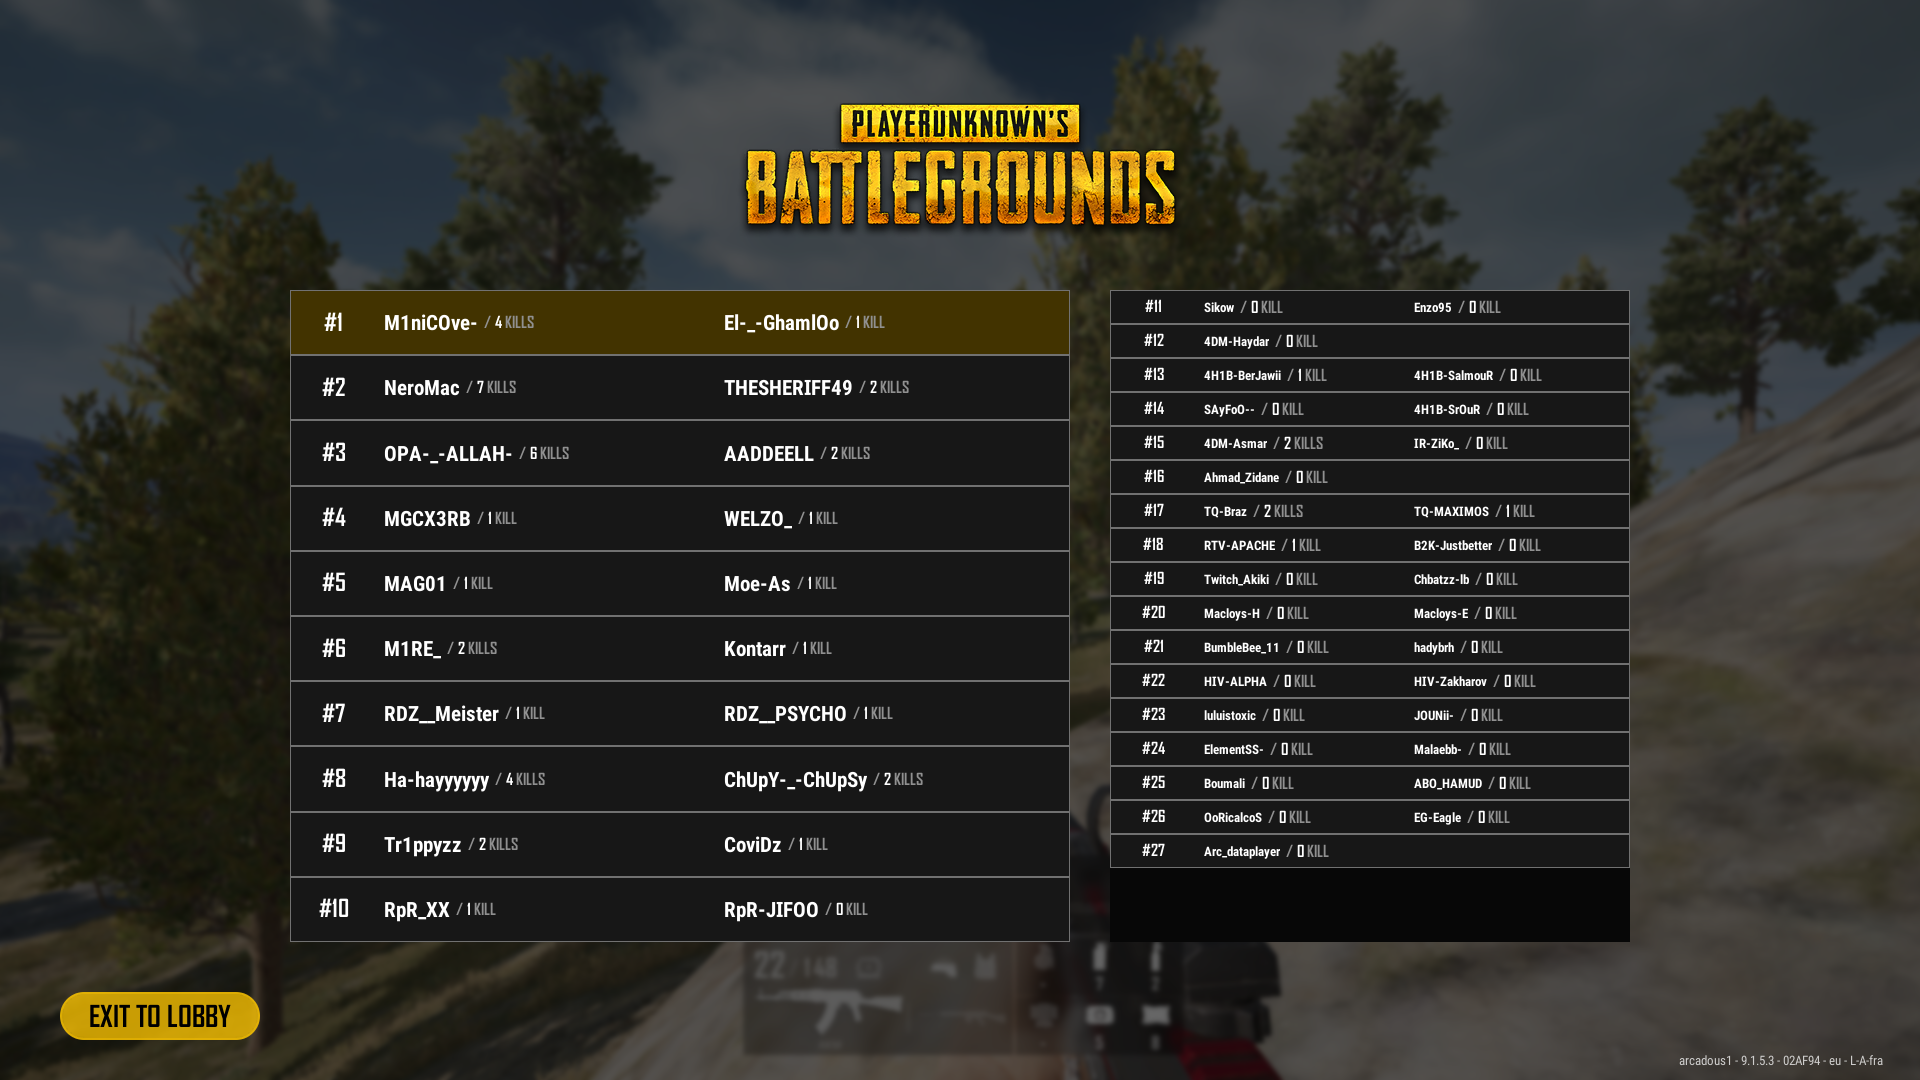 PLAYERUNKNOWN'S
BATTLEGROUNDS
#1 M1niCOve- / 4 KILLS El-_-GhamlOo / 1 KILL
#2 NeroMac / 7 KILLS THESHERIFF49 / 2 KILLS
#3 OPA-_-ALLAH- / 6 KILLS AADDEELL / 2 KILLS
#4 MGCX3RB / 1 KILL WELZO_ / 1 KILL
#5 MAG01 / 1 KILL Moe-As / 1 KILL
#6 M1RE_ / 2 KILLS Kontarr / 1 KILL
#7 RDZ__Meister / 1 KILL RDZ__PSYCHO / 1 KILL
#8 Ha-hayyyyyy / 4 KILLS ChUpY-_-ChUpSy / 2 KILLS
#9 Tr1ppyzz / 2 KILLS CoviDz / 1 KILL
#10 RpR_XX / 1 KILL RpR-JIFOO / 0 KILL
#11 Sikow / 0 KILL Enzo95 / 0 KILL
#12 4DM-Haydar / 0 KILL
#13 4H1B-BerJawii / 1 KILL 4H1B-SalmouR / 0 KILL
#14 SAyFoO-- / 0 KILL 4H1B-SrOuR / 0 KILL
#15 4DM-Asmar / 2 KILLS IR-ZiKo_ / 0 KILL
#16 Ahmad_Zidane / 0 KILL
#17 TQ-Braz / 2 KILLS TQ-MAXIMOS / 1 KILL
#18 RTV-APACHE / 1 KILL B2K-Justbetter / 0 KILL
#19 Twitch_Akiki / 0 KILL Chbatzz-lb / 0 KILL
#20 Macloys-H / 0 KILL Macloys-E / 0 KILL
#21 BumbleBee_11 / 0 KILL hadybrh / 0 KILL
#22 HIV-ALPHA / 0 KILL HIV-Zakharov / 0 KILL
#23 luluistoxic / 0 KILL JOUNii- / 0 KILL
#24 ElementSS- / 0 KILL Malaebb- / 0 KILL
#25 Boumali / 0 KILL ABO_HAMUD / 0 KILL
#26 OoRicalcoS / 0 KILL EG-Eagle / 0 KILL
#27 Arc_dataplayer / 0 KILL
22 / 148
7 2
EXIT TO LOBBY
arcadous1 - 9.1.5.3 - 02AF94 - eu - L-A-fra